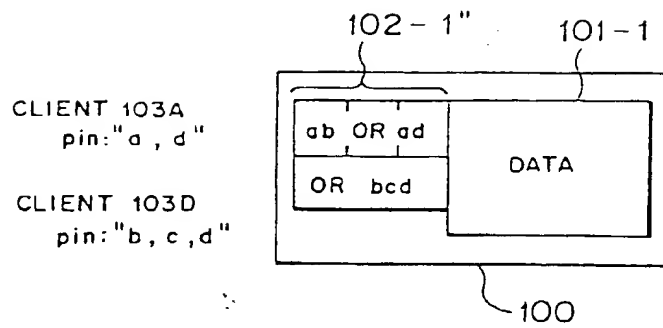 102-1"
101-1
CLIENT 103A
pin:"a , d"
ab OR ad
OR bcd
DATA
CLIENT 103D
pin:"b, c ,d"
100